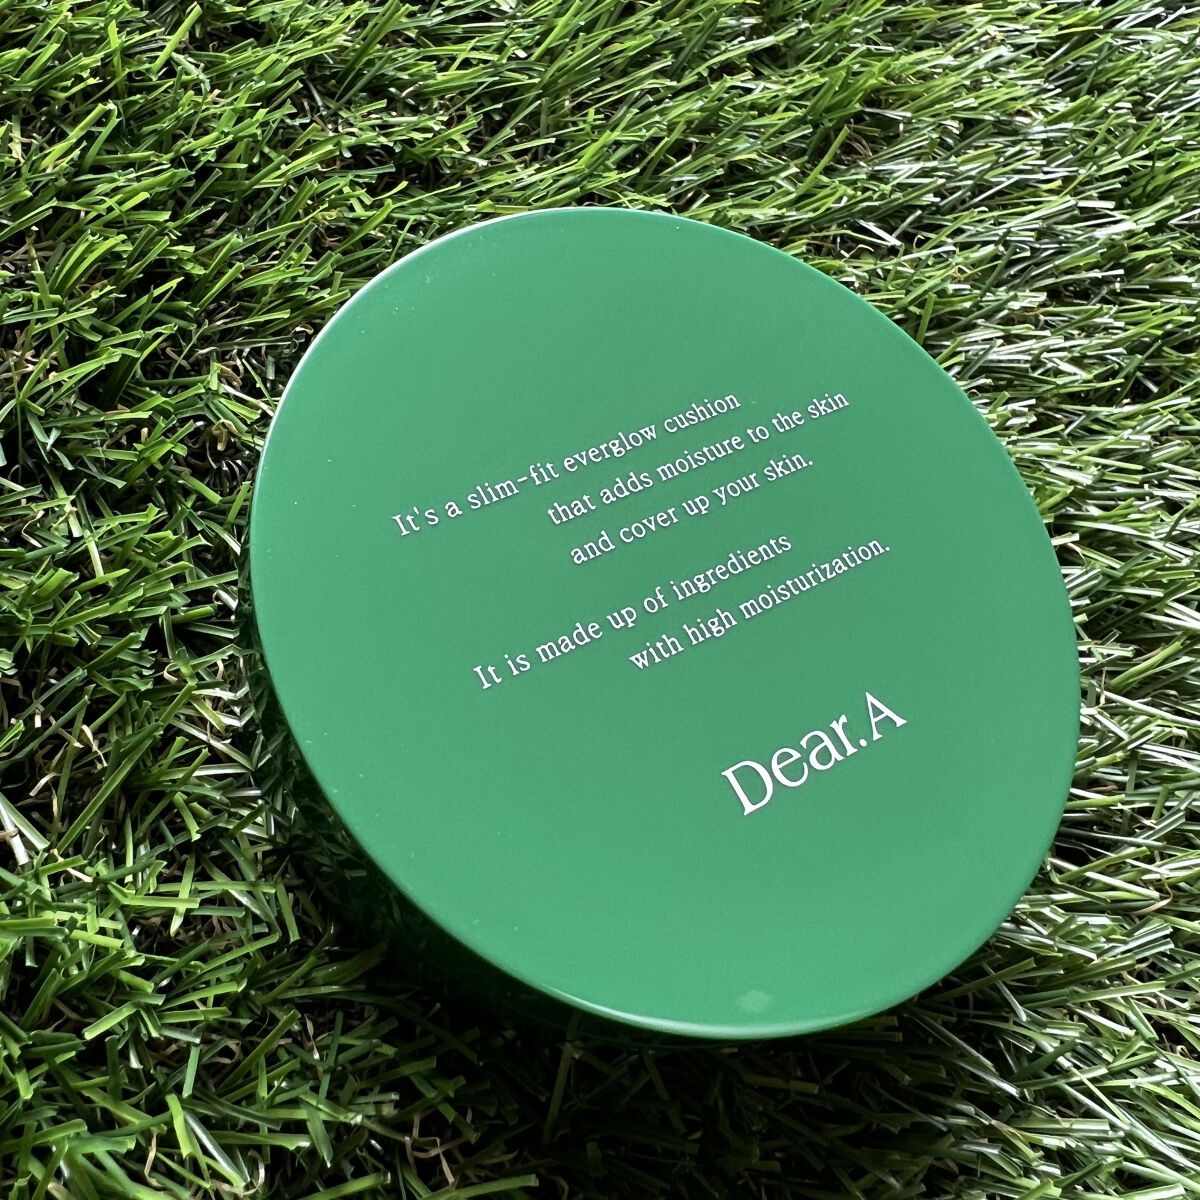 It's a slim-fit everglow cushion
that adds moisture to the skin
and cover up your skin.
It is made up of ingredients
with high moisturization.
Dear.A